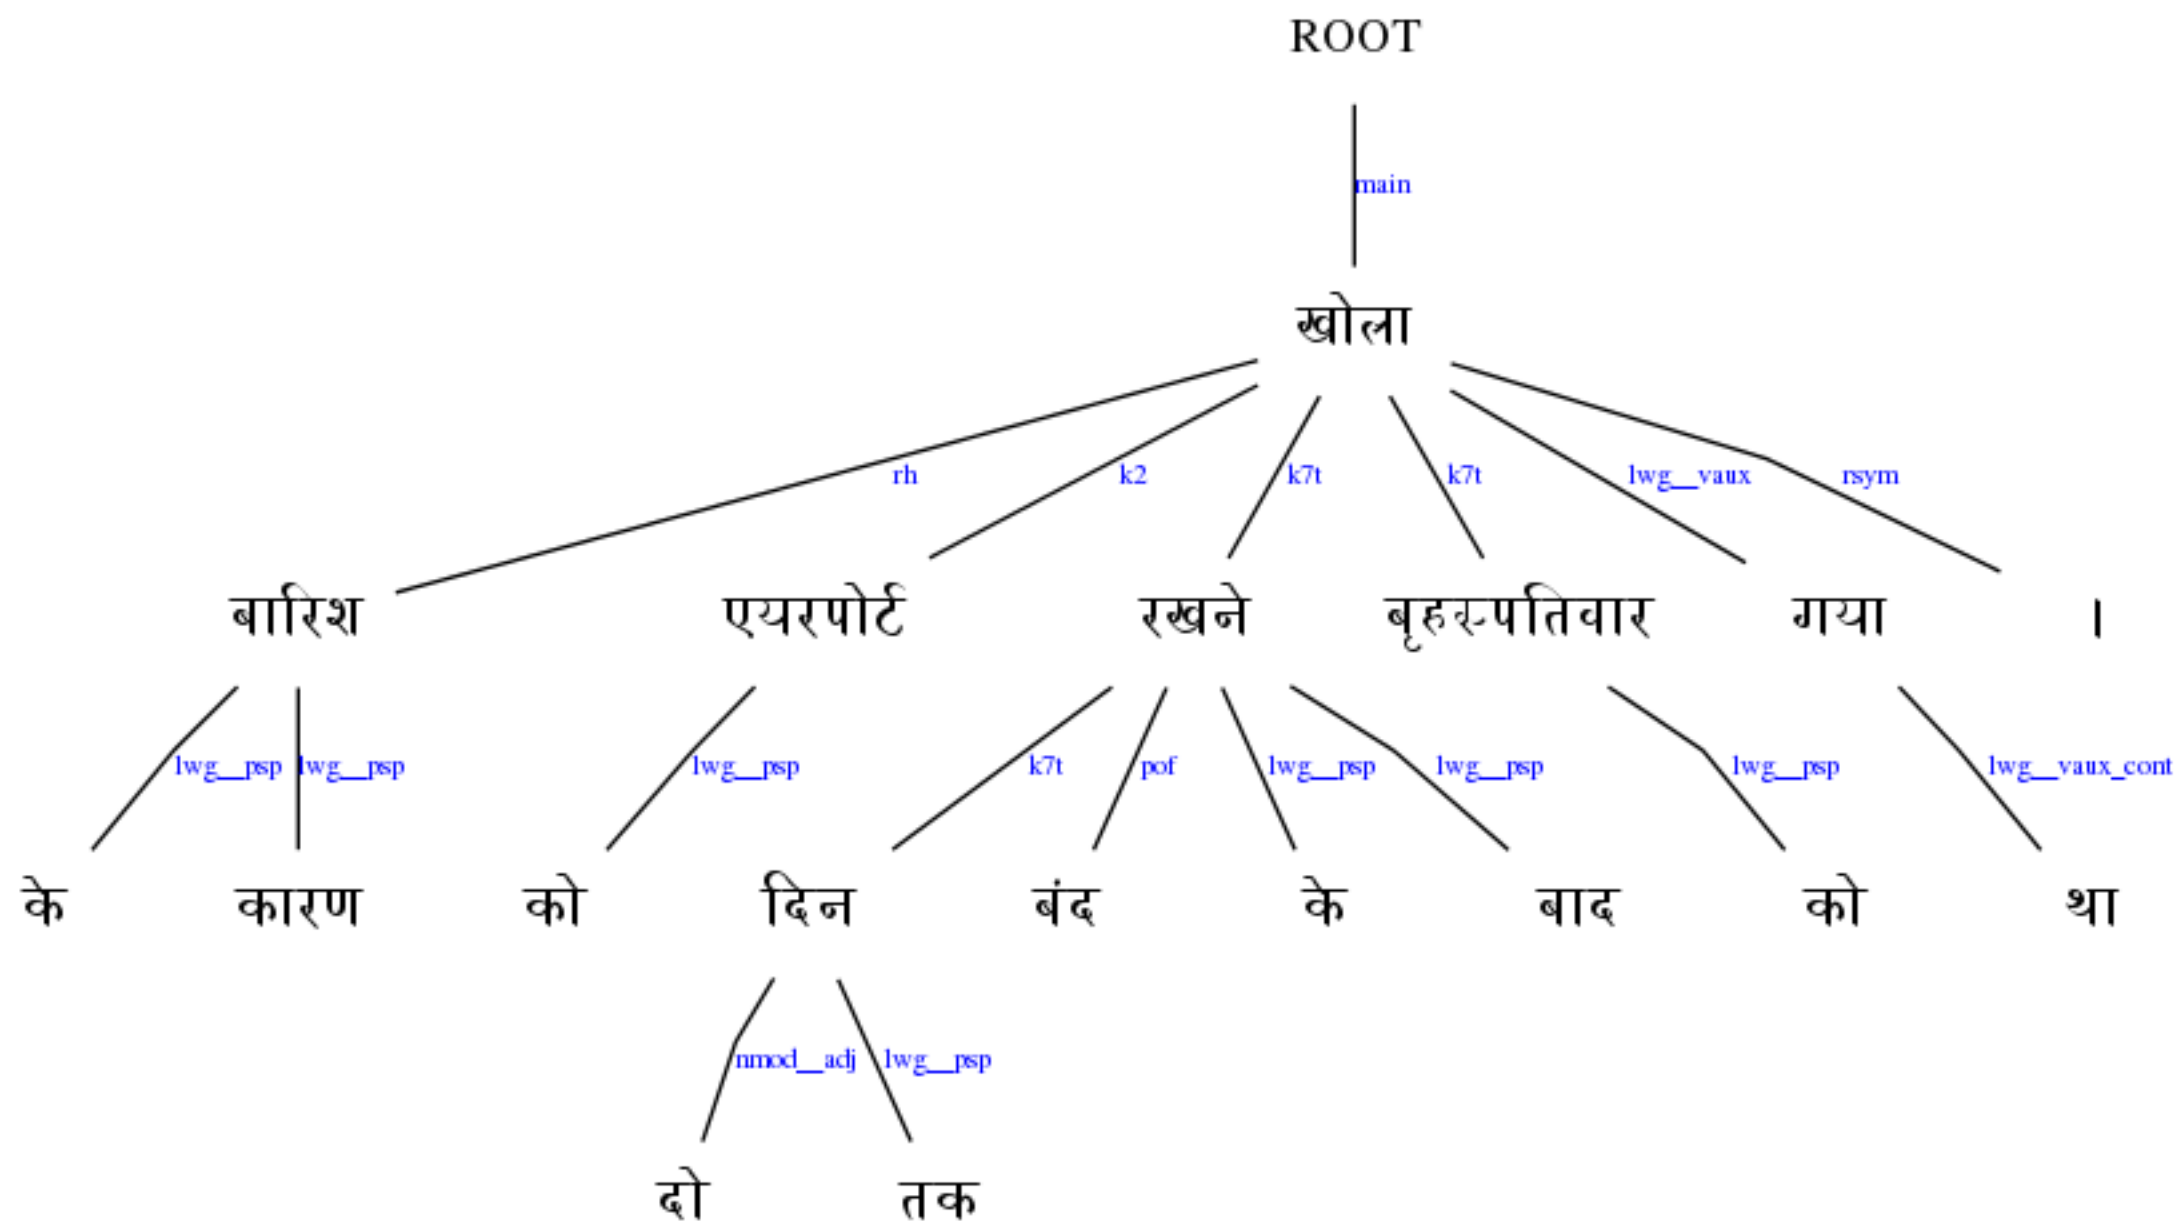 ROOT
main
खोला
rh k2 k7t k7t lwg__vaux rsym
बारिश एयरपोर्ट रखने बृहस्पतिवार गया ।
lwg__psp lwg__psp lwg__psp k7t pof lwg__psp lwg__psp lwg__psp lwg__vaux_cont
के कारण को दिन बंद के बाद को था
nmod__adj lwg__psp
दो तक